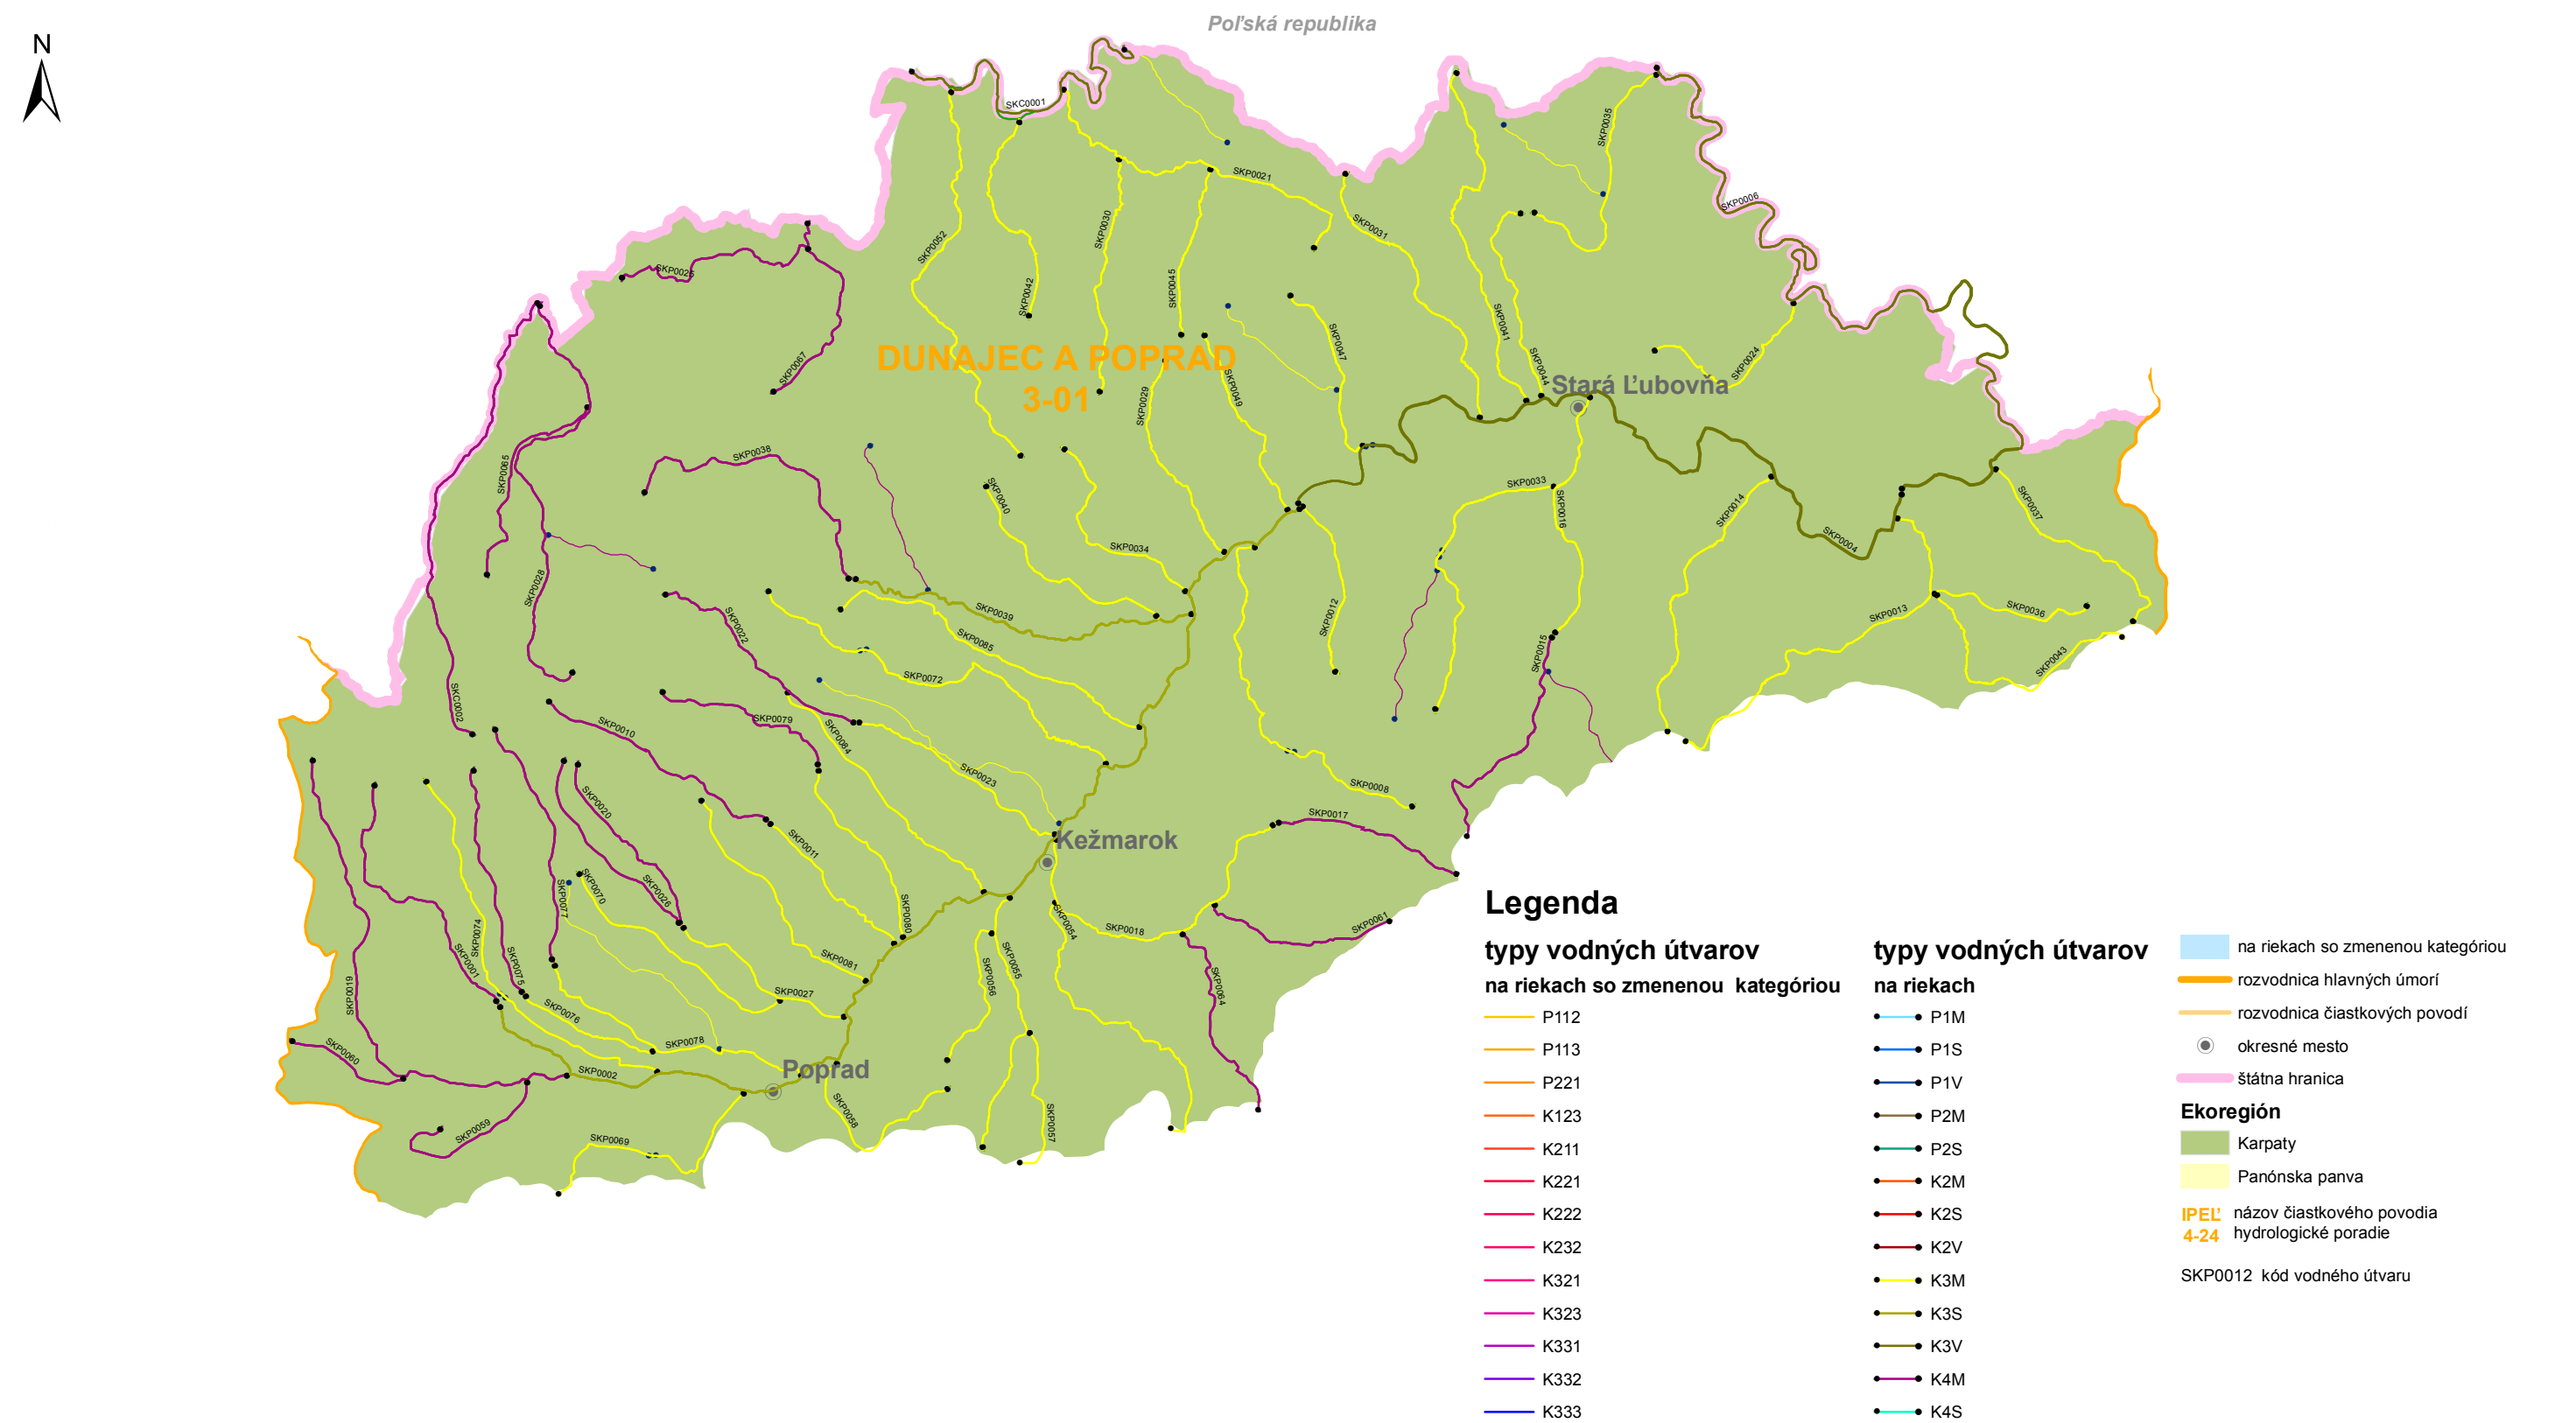 Poľská republika
N
SKC0001
SKP0035
SKP0021
SKP0006
SKP0030
SKP0031
SKP0052
SKP0025
SKP0045
SKP0042
SKP0041
SKP0047
DUNAJEC A POPRAD
3-01
SKP0067
SKP0024
SKP0044
Stará Ľubovňa
SKP0049
SKP0029
SKP0038
SKP0065
SKP0040
SKP0033
SKP0016
SKP0014
SKP0037
SKP0034
SKP0004
SKP0028
SKP0039
SKP0012
SKP0013
SKP0036
SKP0022
SKP0085
SKP0015
SKP0043
SKP0072
SKC0002
SKP0079
SKP0010
SKP0084
SKP0023
SKP0008
SKP0020
SKP0017
SKP0011
Kežmarok
SKP0070
SKP0026
SKP0077
SKP0080
SKP0054
SKP0018
SKP0061
SKP0074
SKP0001
SKP0075
SKP0081
SKP0055
SKP0056
SKP0064
SKP0019
SKP0027
SKP0076
SKP0078
SKP0060
SKP0002
Poprad
SKP0058
SKP0057
SKP0059
SKP0069
Legenda
typy vodných útvarov
na riekach so zmenenou kategóriou
P112
P113
P221
K123
K211
K221
K222
K232
K321
K323
K331
K332
K333
typy vodných útvarov
na riekach
P1M
P1S
P1V
P2M
P2S
K2M
K2S
K2V
K3M
K3S
K3V
K4M
K4S
na riekach so zmenenou kategóriou
rozvodnica hlavných úmorí
rozvodnica čiastkových povodí
okresné mesto
štátna hranica
Ekoregión
Karpaty
Panónska panva
IPEĽ názov čiastkového povodia
4-24 hydrologické poradie
SKP0012 kód vodného útvaru